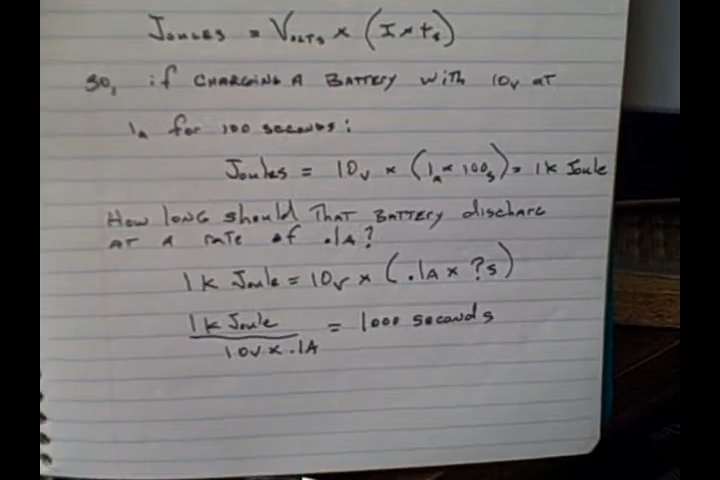 Joules = Volts × (I × ts)
So, if charging a battery with 10v at
1A for 100 seconds:
Joules = 10v × (1A × 100s) = 1K Joule
How long should that battery discharg
at a rate of .1A?
1K Joule = 10v × (.1A × ?s)
1K Joule
10v × .1A
= 1000 seconds